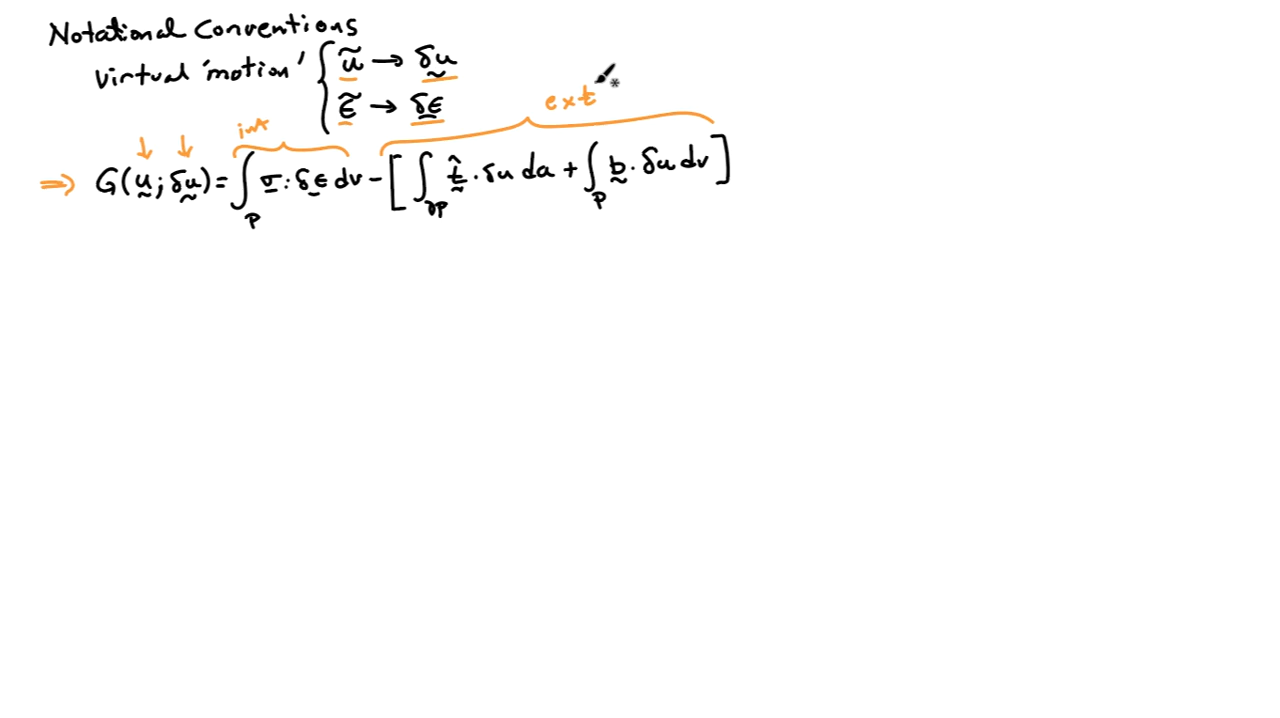 Notational Conventions
virtual 'motion' { ũ → δu
ε̃ → δε
int ext
↓ ↓
⇒ G(u; δu) = ∫_P σ : δε dv − [ ∫_∂P t̂ · δu da + ∫_P b · δu dv ]